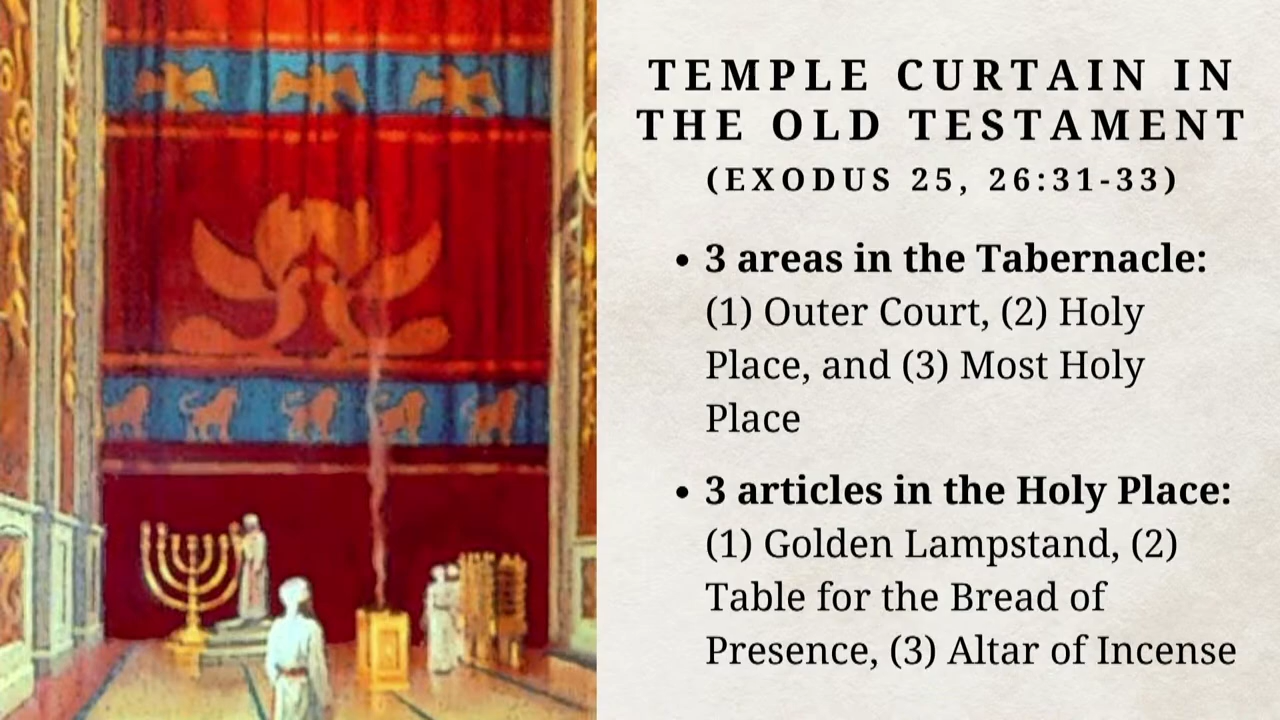 TEMPLE CURTAIN IN
THE OLD TESTAMENT
(EXODUS 25, 26:31-33)
• 3 areas in the Tabernacle:
(1) Outer Court, (2) Holy
Place, and (3) Most Holy
Place
• 3 articles in the Holy Place:
(1) Golden Lampstand, (2)
Table for the Bread of
Presence, (3) Altar of Incense